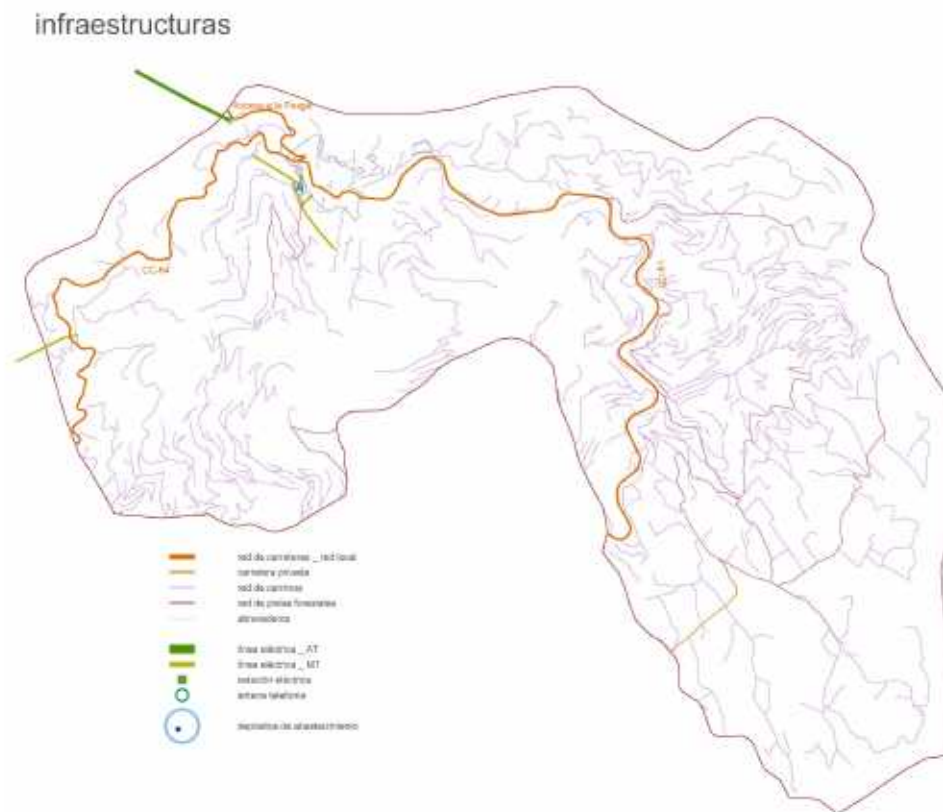 infraestructuras
CC-64
red de carreteras _ red local
carretera privada
red de caminos
red de pistas forestales
línea eléctrica _ AT
línea eléctrica _ MT
estación eléctrica
antena telefonía
depósitos de abastecimiento